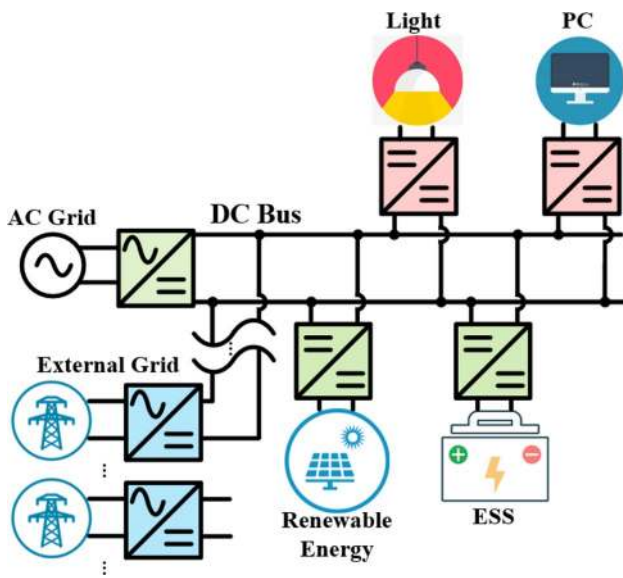 Light
PC
AC Grid
DC Bus
External Grid
Renewable
Energy
ESS